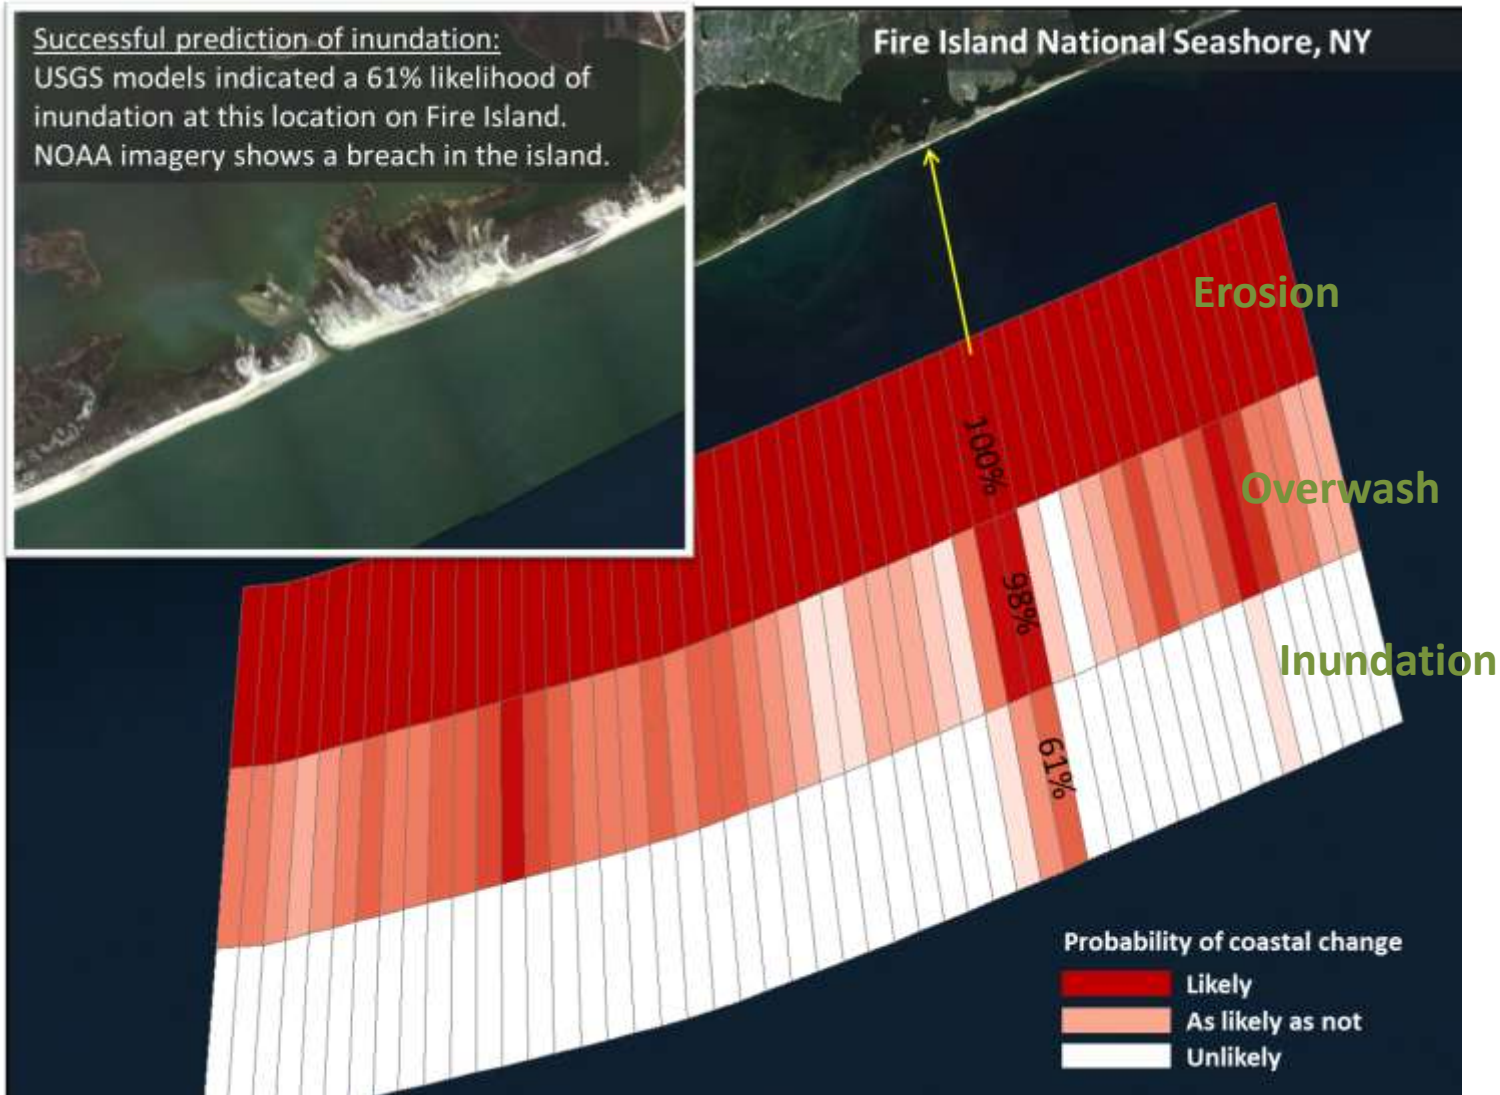 Successful prediction of inundation:
USGS models indicated a 61% likelihood of
inundation at this location on Fire Island.
NOAA imagery shows a breach in the island.
Fire Island National Seashore, NY
Erosion
100%
Overwash
98%
Inundation
61%
Probability of coastal change
Likely
As likely as not
Unlikely